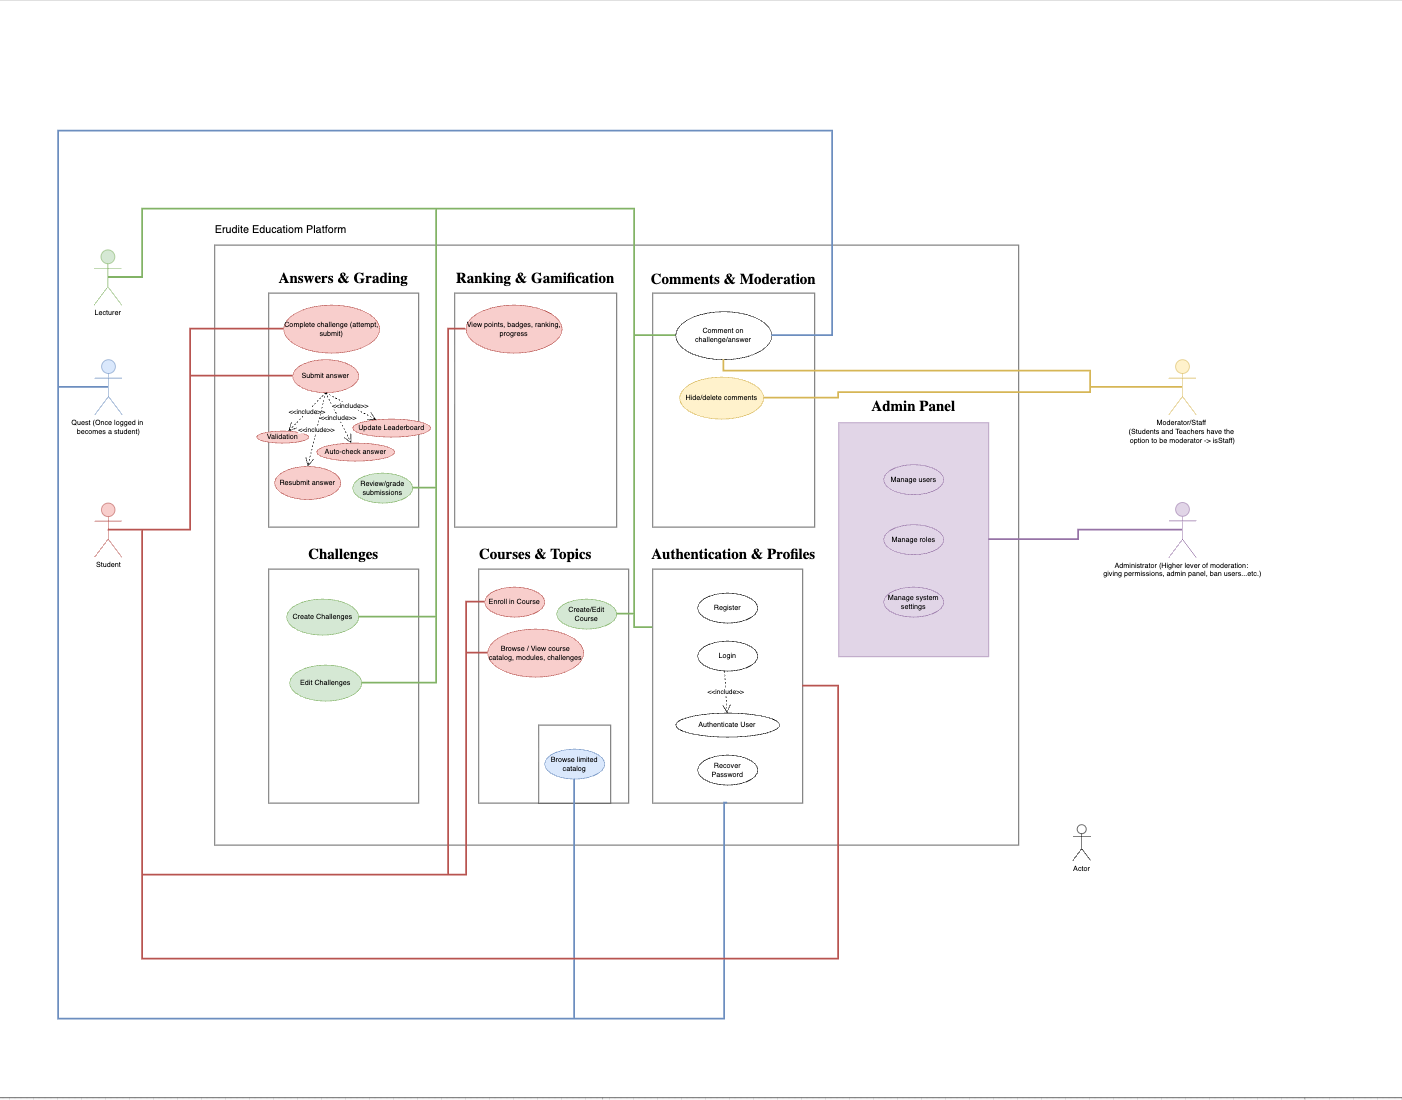 Erudite Educatiom Platform
Lecturer
Quest (Once logged in
becomes a student)
Student
Answers & Grading
Complete challenge (attempt,
submit)
Submit answer
<<include>>
<<include>>
<<include>>
<<include>>
Validation
Update Leaderboard
Auto-check answer
Resubmit answer
Review/grade
submissions
Ranking & Gamification
View points, badges, ranking,
progress
Comments & Moderation
Comment on
challenge/answer
Hide/delete comments
Admin Panel
Manage users
Manage roles
Manage system
settings
Moderator/Staff
(Students and Teachers have the
option to be moderator -> isStaff)
Administrator (Higher lever of moderation:
giving permissions, admin panel, ban users...etc.)
Challenges
Create Challenges
Edit Challenges
Courses & Topics
Enroll in Course
Create/Edit
Course
Browse / View course
catalog, modules, challenges
Browse limited
catalog
Authentication & Profiles
Register
Login
<<include>>
Authenticate User
Recover
Password
Actor